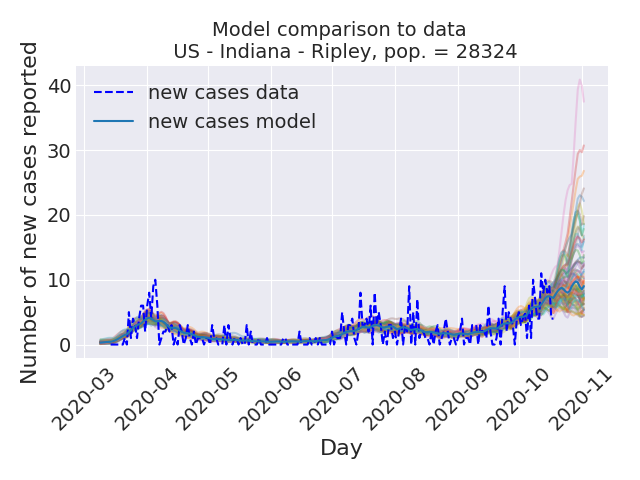 Model comparison to data
US - Indiana - Ripley, pop. = 28324
Number of new cases reported
40
30
20
10
0
new cases data
new cases model
2020-03
2020-04
2020-05
2020-06
2020-07
2020-08
2020-09
2020-10
2020-11
Day